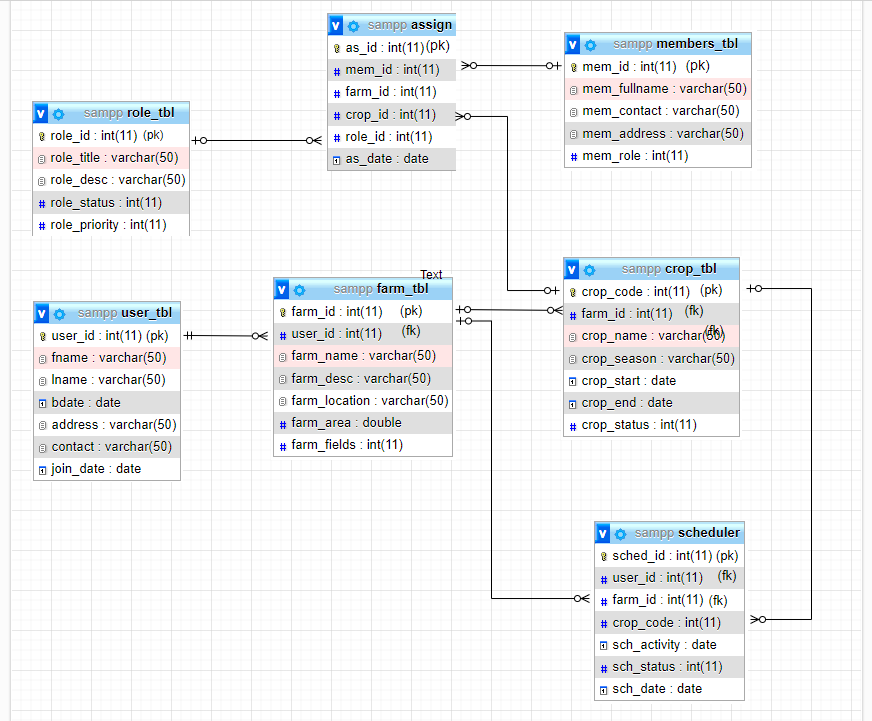 sampp assign
as_id : int(11) (pk)
mem_id : int(11)
farm_id : int(11)
crop_id : int(11)
role_id : int(11)
as_date : date
sampp members_tbl
mem_id : int(11) (pk)
mem_fullname : varchar(50)
mem_contact : varchar(50)
mem_address : varchar(50)
mem_role : int(11)
sampp role_tbl
role_id : int(11) (pk)
role_title : varchar(50)
role_desc : varchar(50)
role_status : int(11)
role_priority : int(11)
Text
sampp farm_tbl
farm_id : int(11) (pk)
user_id : int(11) (fk)
farm_name : varchar(50)
farm_desc : varchar(50)
farm_location : varchar(50)
farm_area : double
farm_fields : int(11)
sampp crop_tbl
crop_code : int(11) (pk)
farm_id : int(11) (fk)
crop_name : varchar(50) (fk)
crop_season : varchar(50)
crop_start : date
crop_end : date
crop_status : int(11)
sampp user_tbl
user_id : int(11) (pk)
fname : varchar(50)
lname : varchar(50)
bdate : date
address : varchar(50)
contact : varchar(50)
join_date : date
sampp scheduler
sched_id : int(11) (pk)
user_id : int(11) (fk)
farm_id : int(11) (fk)
crop_code : int(11)
sch_activity : date
sch_status : int(11)
sch_date : date